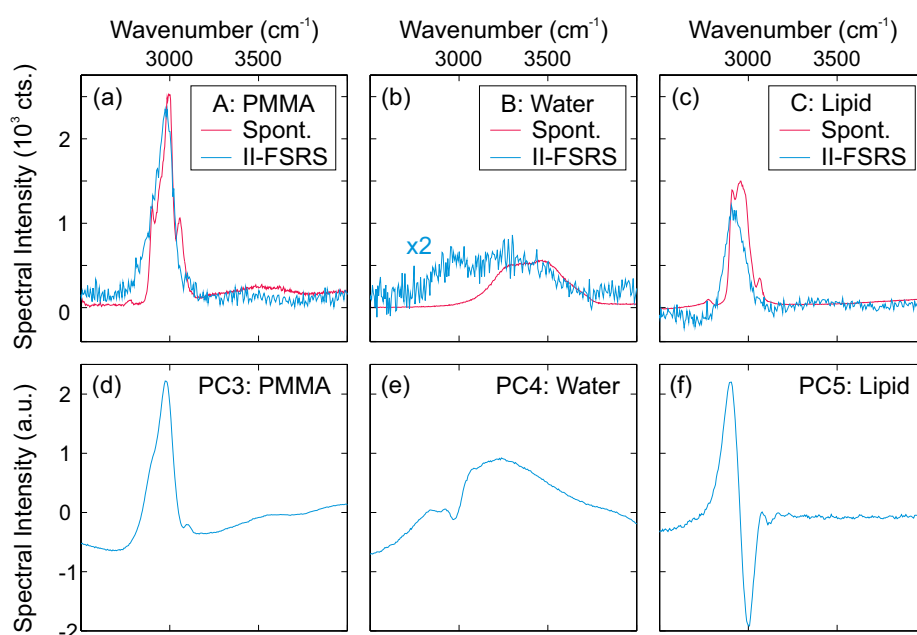 Wavenumber (cm-1) Wavenumber (cm-1) Wavenumber (cm-1)
3000 3500 3000 3500 3000 3500
Spectral Intensity (10³ cts.)
2
1
0
(a) A: PMMA
Spont.
II-FSRS
(b) B: Water
Spont.
II-FSRS
x2
(c) C: Lipid
Spont.
II-FSRS
Spectral Intensity (a.u.)
2
1
0
-1
-2
(d) PC3: PMMA
(e) PC4: Water
(f) PC5: Lipid